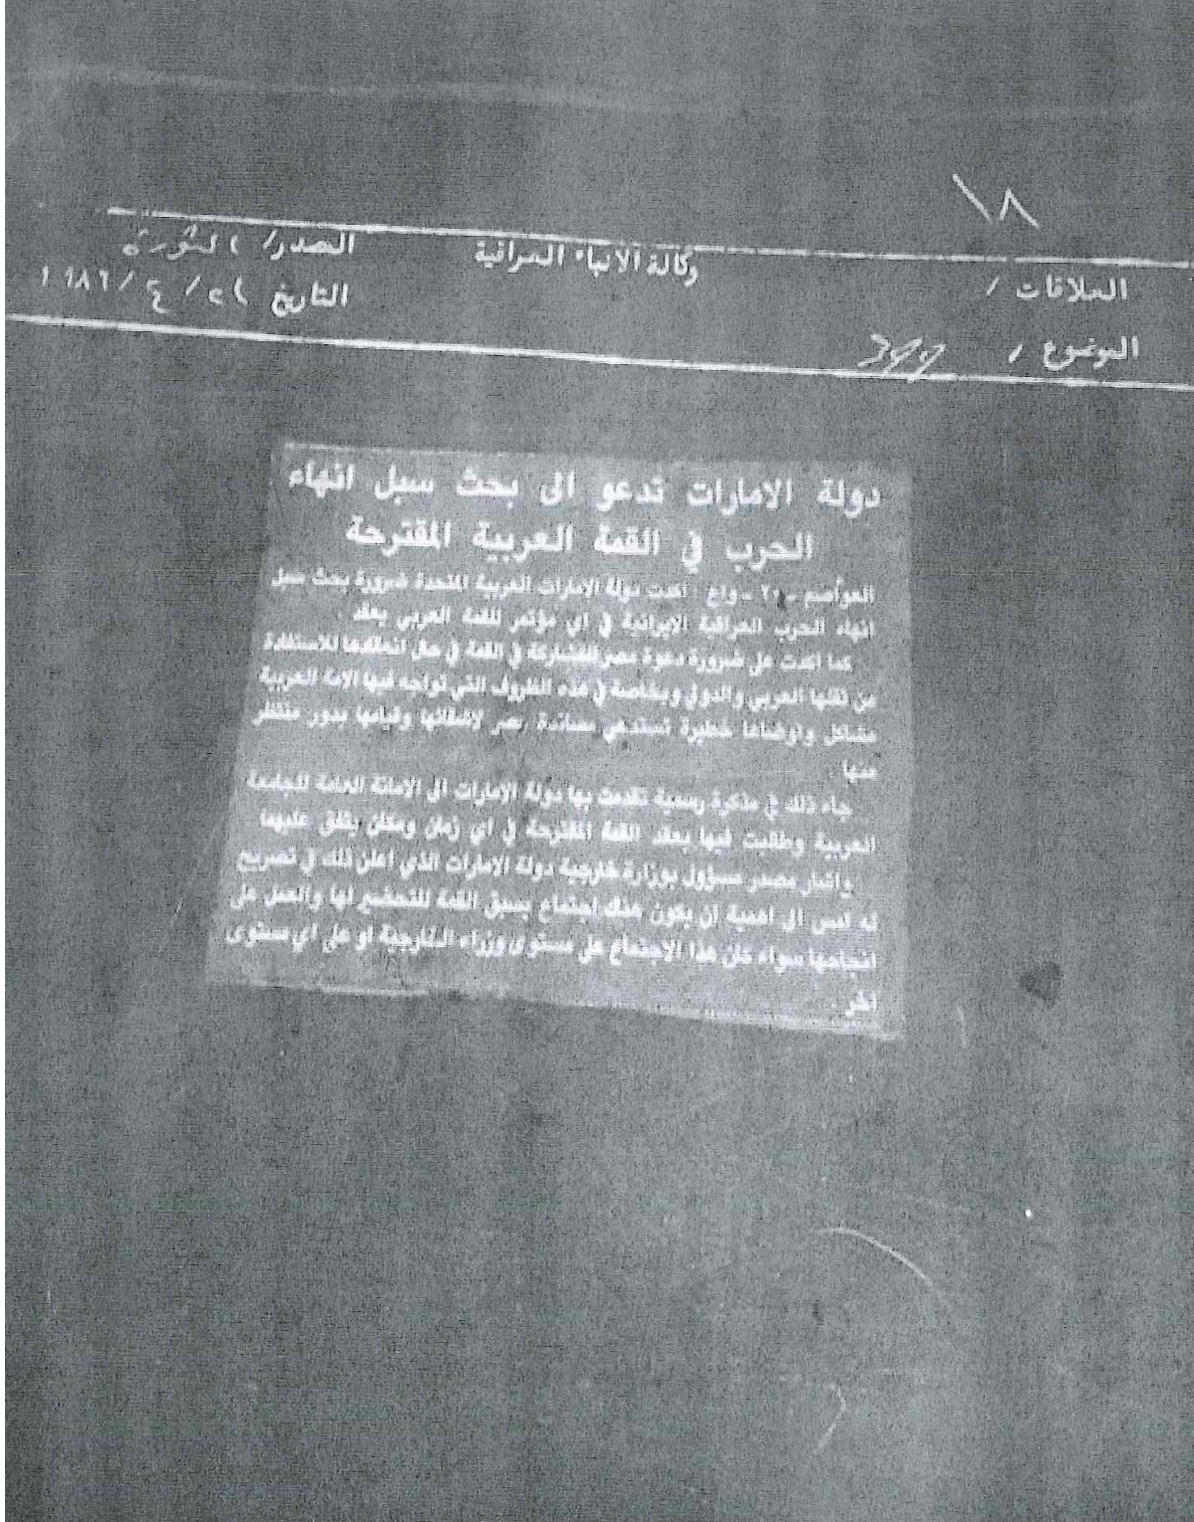 ١٨
العلاقات / وكالة الانباء العراقية المصدر/ الثورة
الموضوع / التاريخ ٢١/ ٤ /١٩٨٦
دولة الامارات تدعو الى بحث سبل انهاء
الحرب في القمة العربية المقترحة
العواصم ـ ٢٠ ـ واع : اكدت دولة الامارات العربية المتحدة ضرورة بحث سبل
انهاء الحرب العراقية الايرانية في اي مؤتمر للقمة العربي يعقد
كما اكدت على ضرورة دعوة مصر للمشاركة في القمة في حال انعقادها للاستفادة
من ثقلها العربي والدولي وبخاصة في هذه الظروف التي تواجه فيها الامة العربية
مشاكل واوضاعا خطيرة تستدعي مساندة مصر لاشقائها وقيامها بدور منتظر
منها .
جاء ذلك في مذكرة رسمية تقدمت بها دولة الامارات الى الامانة العامة للجامعة
العربية وطالبت فيها بعقد القمة المقترحة في اي زمان ومكان يتفق عليهما
واشار مصدر مسؤول بوزارة خارجية دولة الامارات الذي اعلن ذلك في تصريح
له امس الى اهمية ان يكون هناك اجتماع يسبق القمة للتحضير لها والعمل على
انجاحها سواء كان هذا الاجتماع على مستوى وزراء الخارجية او على اي مستوى
اخر .